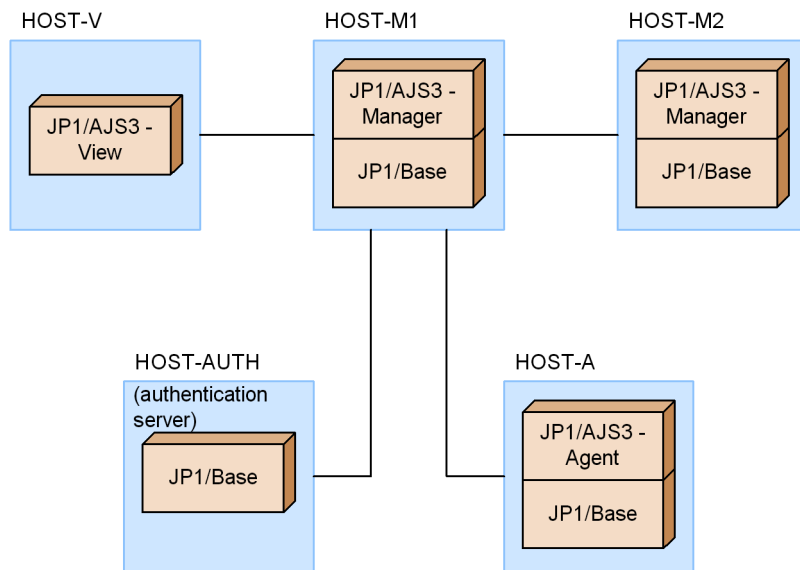 HOST-V
HOST-M1
HOST-M2
JP1/AJS3 -
View
JP1/AJS3 -
Manager
JP1/Base
JP1/AJS3 -
Manager
JP1/Base
HOST-AUTH
(authentication
server)
JP1/Base
HOST-A
JP1/AJS3 -
Agent
JP1/Base